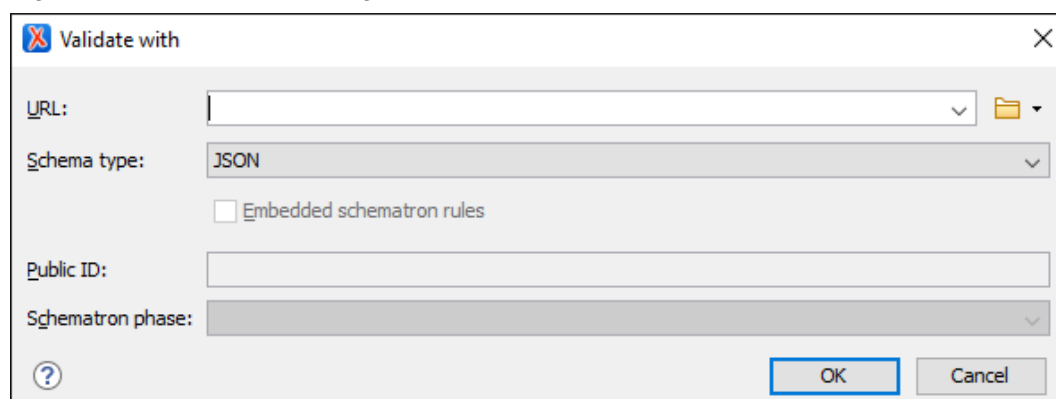 Validate with
URL:
Schema type: JSON
Embedded schematron rules
Public ID:
Schematron phase:
OK Cancel